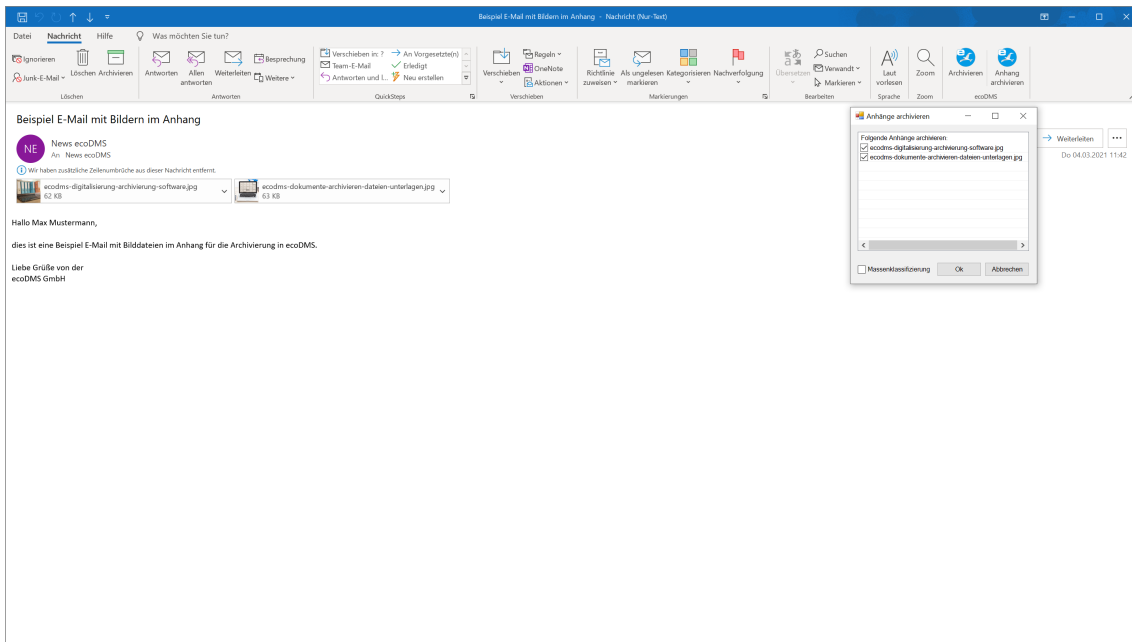 Beispiel E-Mail mit Bildern im Anhang - Nachricht (Nur-Text)
Datei Nachricht Hilfe Was möchten Sie tun?
Ignorieren
Junk-E-Mail
Löschen Archivieren
Löschen
Antworten Allen antworten Weiterleiten
Besprechung
Weitere
Antworten
Verschieben in: ? An Vorgesetzte(n)
Team-E-Mail Erledigt
Antworten und l... Neu erstellen
QuickSteps
Verschieben
Regeln
OneNote
Aktionen
Verschieben
Richtlinie zuweisen Als ungelesen markieren Kategorisieren Nachverfolgung
Markierungen
Übersetzen
Suchen
Verwandt
Markieren
Bearbeiten
Laut vorlesen
Sprache
Zoom
Zoom
Archivieren Anhang archivieren
ecoDMS
Beispiel E-Mail mit Bildern im Anhang
NE
News ecoDMS
An News ecoDMS
Weiterleiten
Do 04.03.2021 11:42
Wir haben zusätzliche Zeilenumbrüche aus dieser Nachricht entfernt.
ecodms-digitalisierung-archivierung-software.jpg
62 KB
ecodms-dokumente-archivieren-dateien-unterlagen.jpg
63 KB
Hallo Max Mustermann,
dies ist eine Beispiel E-Mail mit Bilddateien im Anhang für die Archivierung in ecoDMS.
Liebe Grüße von der
ecoDMS GmbH
Anhänge archivieren
Folgende Anhänge archivieren:
ecodms-digitalisierung-archivierung-software.jpg
ecodms-dokumente-archivieren-dateien-unterlagen.jpg
Massenklassifizierung Ok Abbrechen